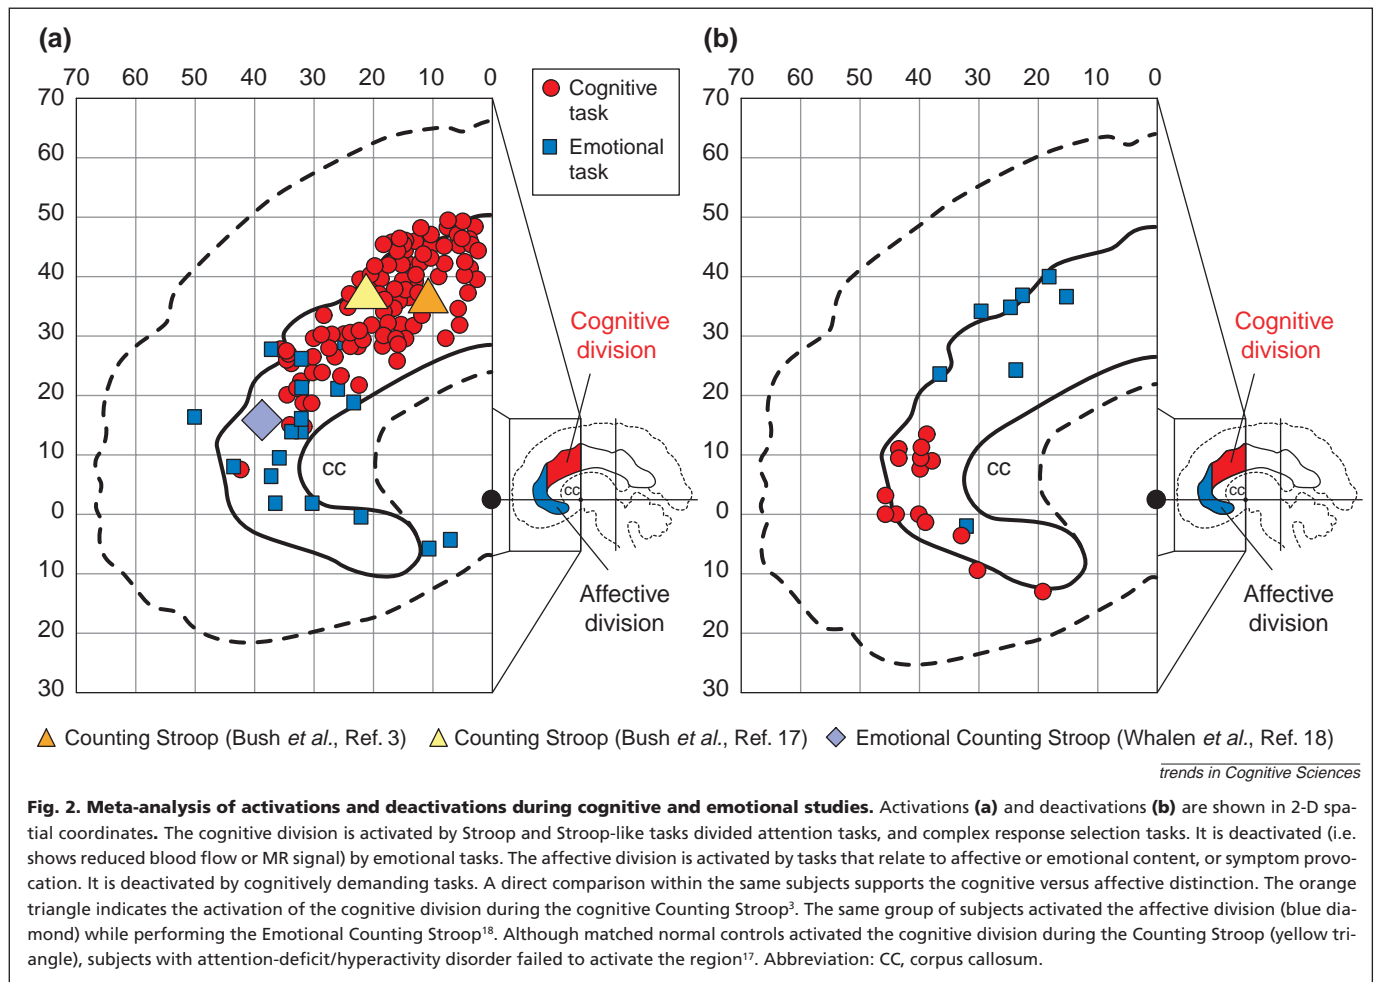 (a)
(b)
70 60 50 40 30 20 10 0
70 60 50 40 30 20 10 0
70
60
50
40
30
20
10
0
10
20
30
Cognitive
task
Emotional
task
Cognitive
division
CC
cc
Affective
division
70
60
50
40
30
20
10
0
10
20
30
Cognitive
division
CC
cc
Affective
division
Counting Stroop (Bush et al., Ref. 3) Counting Stroop (Bush et al., Ref. 17) Emotional Counting Stroop (Whalen et al., Ref. 18)
trends in Cognitive Sciences
Fig. 2. Meta-analysis of activations and deactivations during cognitive and emotional studies. Activations (a) and deactivations (b) are shown in 2-D spa-
tial coordinates. The cognitive division is activated by Stroop and Stroop-like tasks divided attention tasks, and complex response selection tasks. It is deactivated (i.e.
shows reduced blood flow or MR signal) by emotional tasks. The affective division is activated by tasks that relate to affective or emotional content, or symptom provo-
cation. It is deactivated by cognitively demanding tasks. A direct comparison within the same subjects supports the cognitive versus affective distinction. The orange
triangle indicates the activation of the cognitive division during the cognitive Counting Stroop³. The same group of subjects activated the affective division (blue dia-
mond) while performing the Emotional Counting Stroop¹⁸. Although matched normal controls activated the cognitive division during the Counting Stroop (yellow tri-
angle), subjects with attention-deficit/hyperactivity disorder failed to activate the region¹⁷. Abbreviation: CC, corpus callosum.